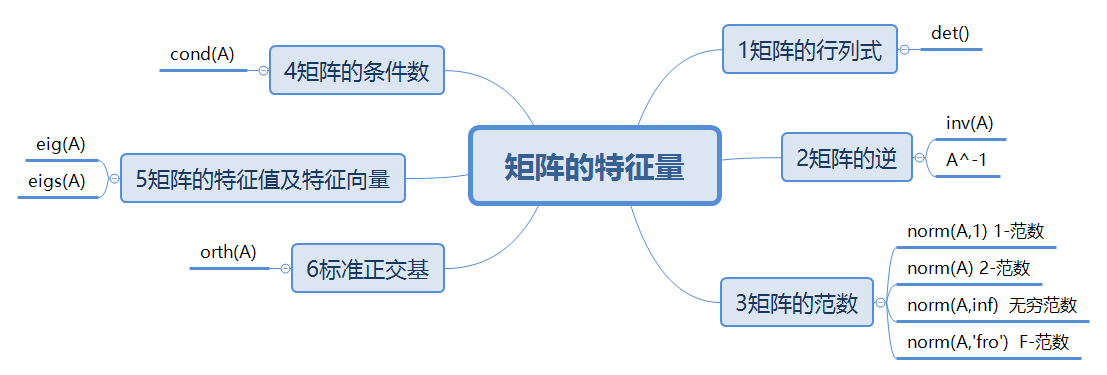 矩阵的特征量
1矩阵的行列式
det()
2矩阵的逆
inv(A)
A^-1
3矩阵的范数
norm(A,1) 1-范数
norm(A) 2-范数
norm(A,inf)  无穷范数
norm(A,'fro')  F-范数
4矩阵的条件数
cond(A)
5矩阵的特征值及特征向量
eig(A)
eigs(A)
6标准正交基
orth(A)